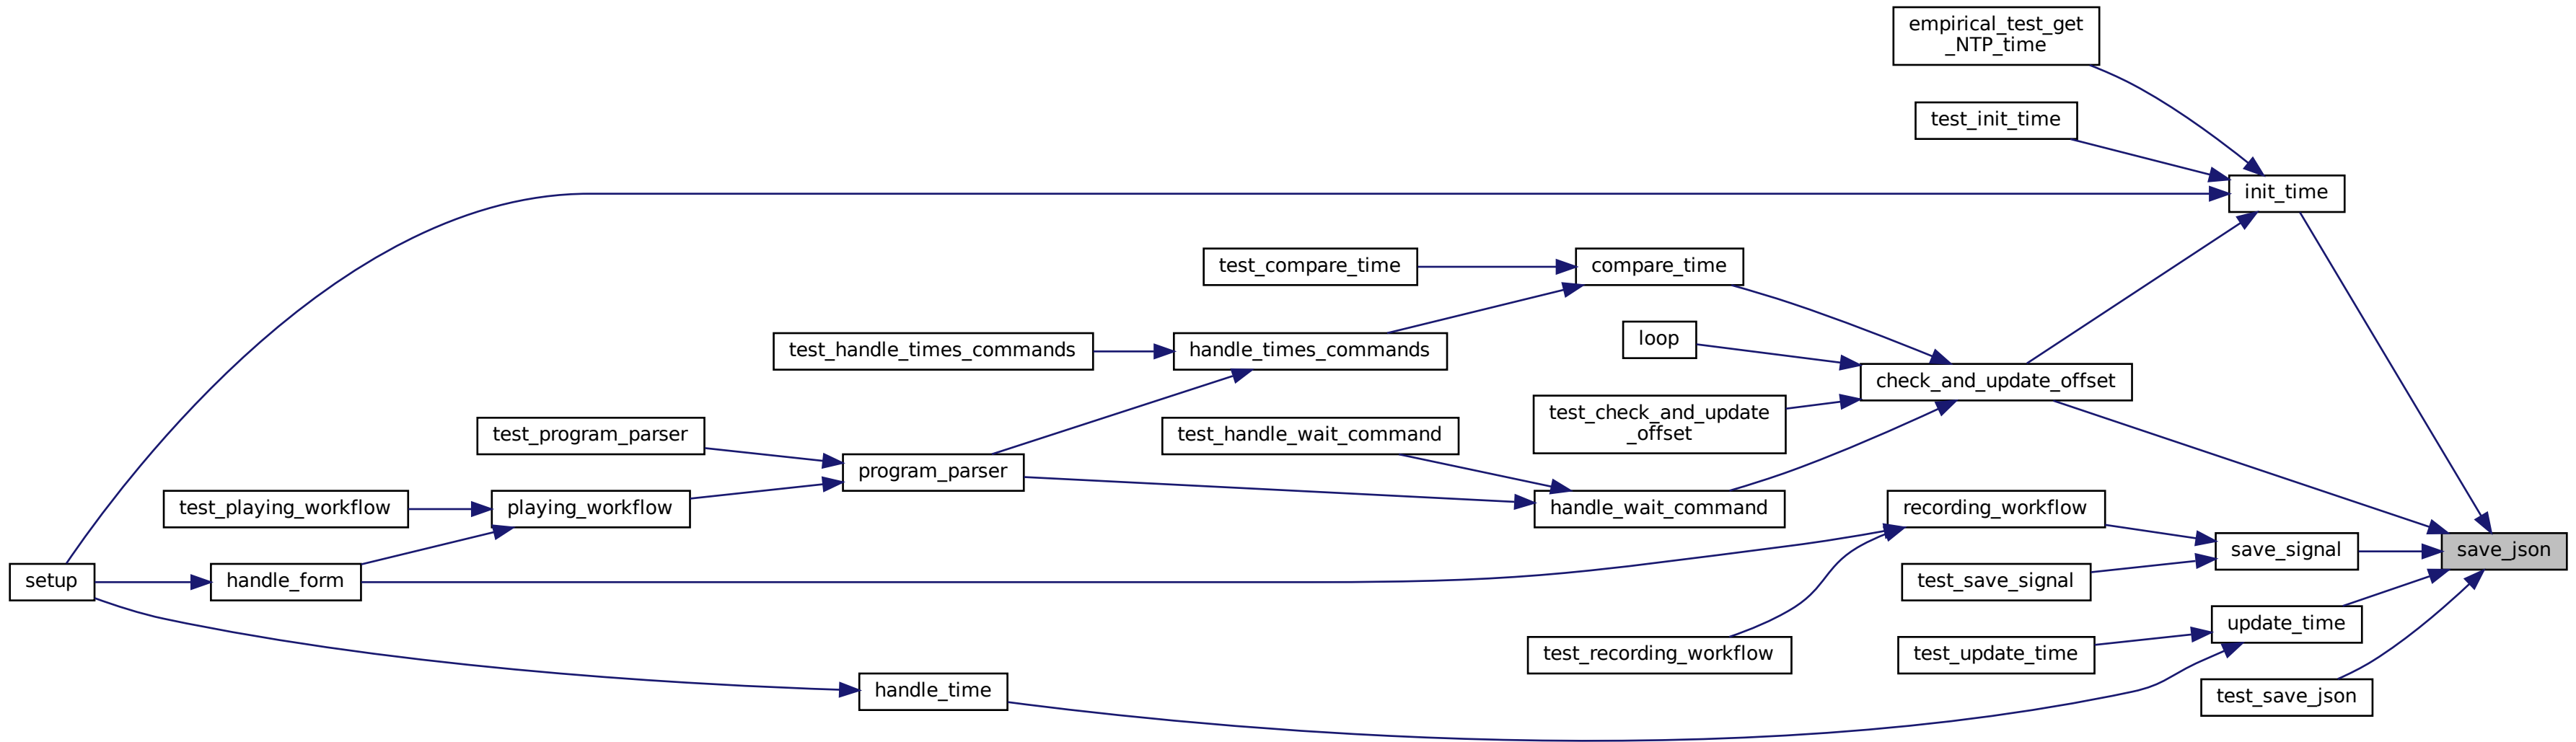 empirical_test_get
_NTP_time
test_init_time
init_time
test_compare_time
compare_time
loop
test_handle_times_commands
handle_times_commands
check_and_update_offset
test_check_and_update
_offset
test_program_parser
test_handle_wait_command
program_parser
test_playing_workflow
playing_workflow
handle_wait_command
recording_workflow
save_signal
save_json
setup
handle_form
test_save_signal
update_time
test_recording_workflow
test_update_time
handle_time
test_save_json